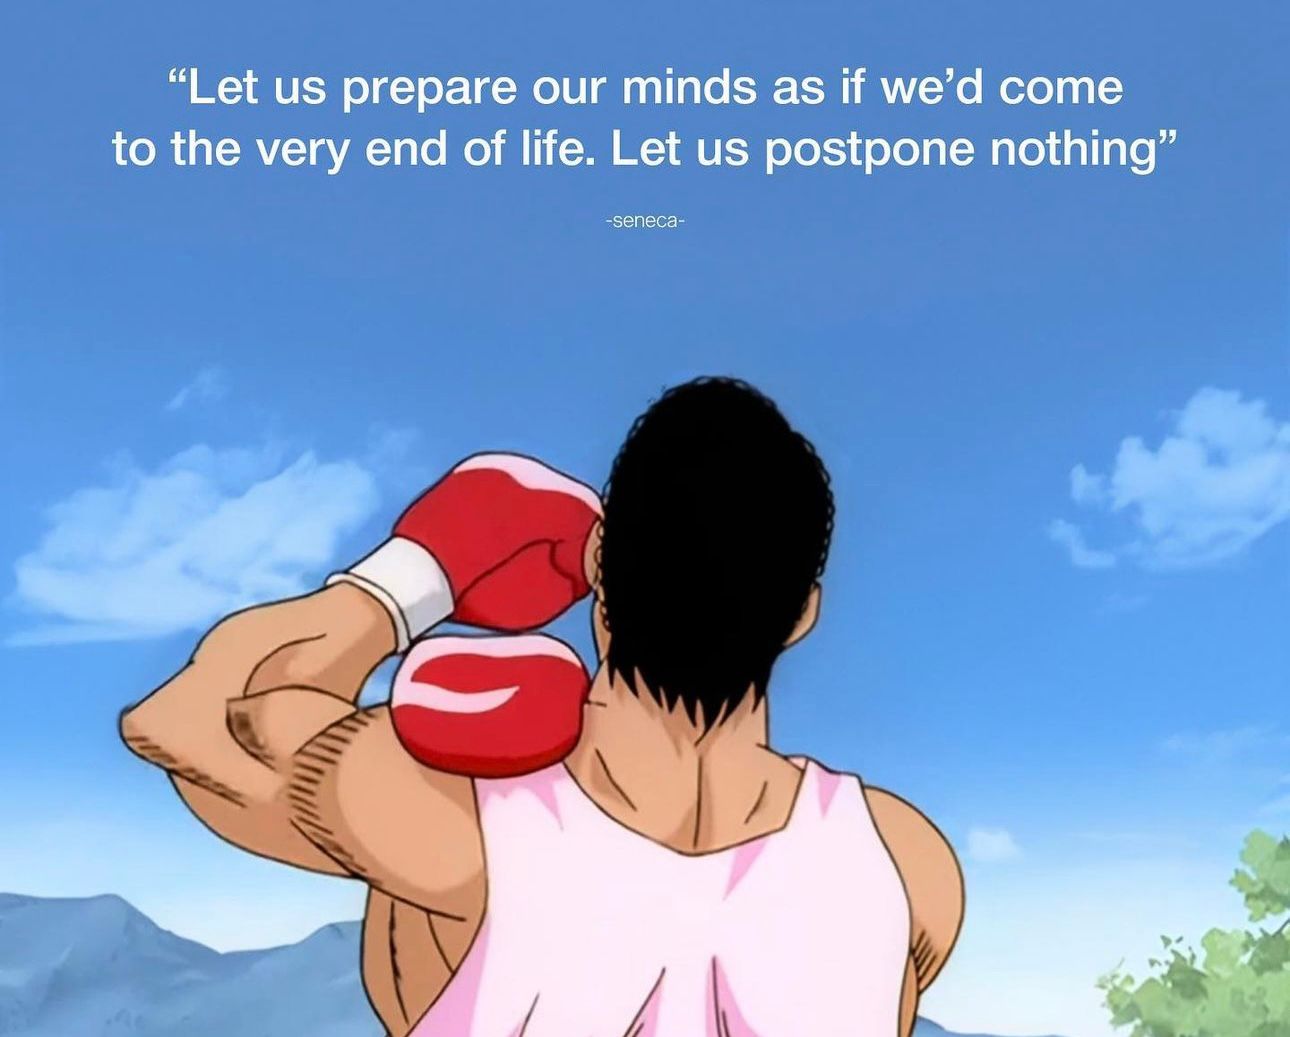 “Let us prepare our minds as if we’d come
to the very end of life. Let us postpone nothing”
-seneca-